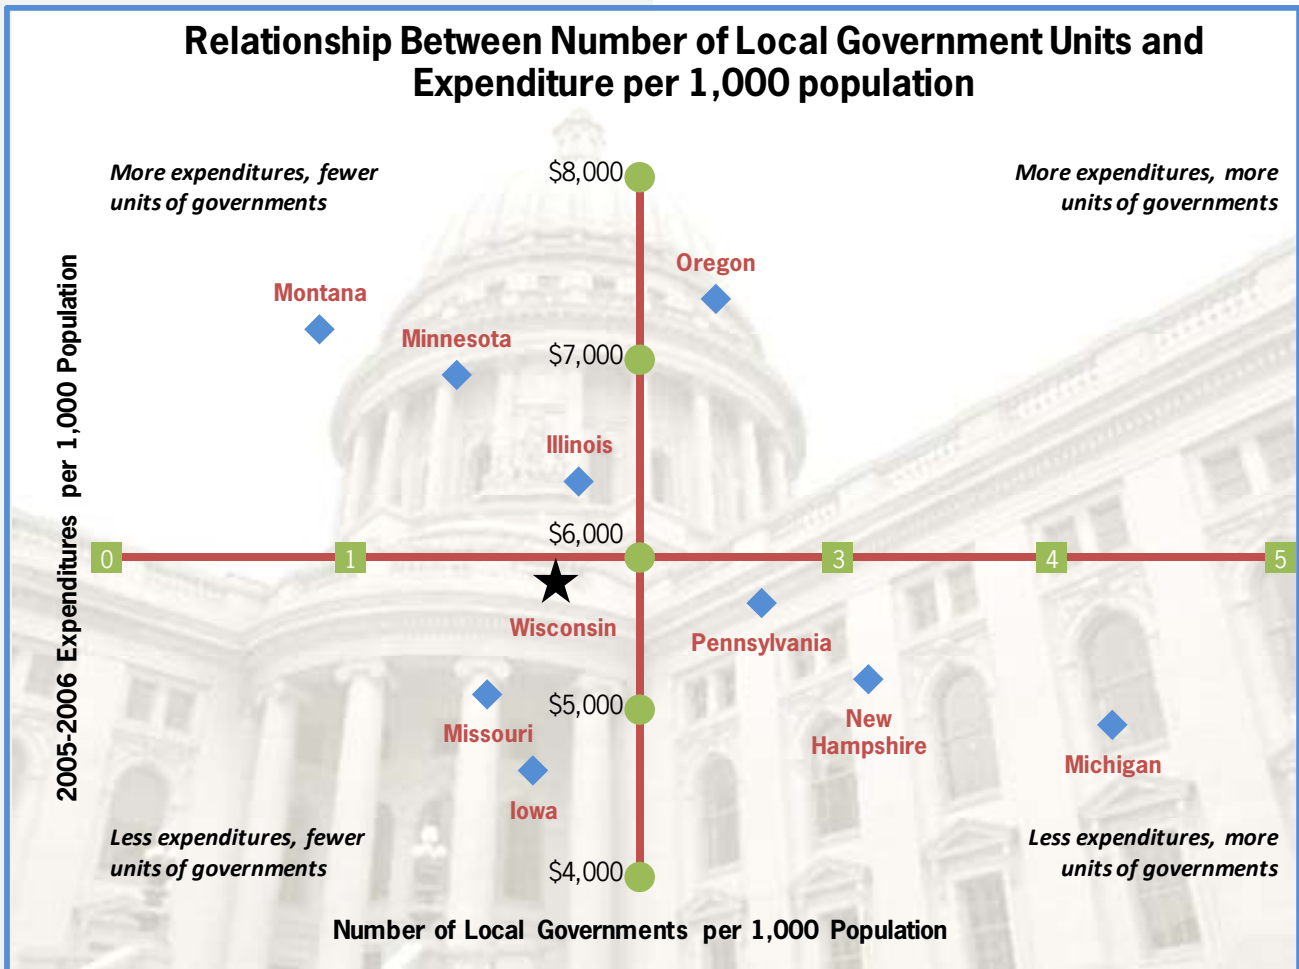 Relationship Between Number of Local Government Units and
Expenditure per 1,000 population
More expenditures, fewer
units of governments
More expenditures, more
units of governments
$8,000
Oregon
Montana
Minnesota
$7,000
Illinois
$6,000
0
1
3
4
5
Wisconsin
Pennsylvania
$5,000
Missouri
New
Hampshire
Michigan
Iowa
Less expenditures, fewer
units of governments
Less expenditures, more
units of governments
$4,000
2005-2006 Expenditures per 1,000 Population
Number of Local Governments per 1,000 Population